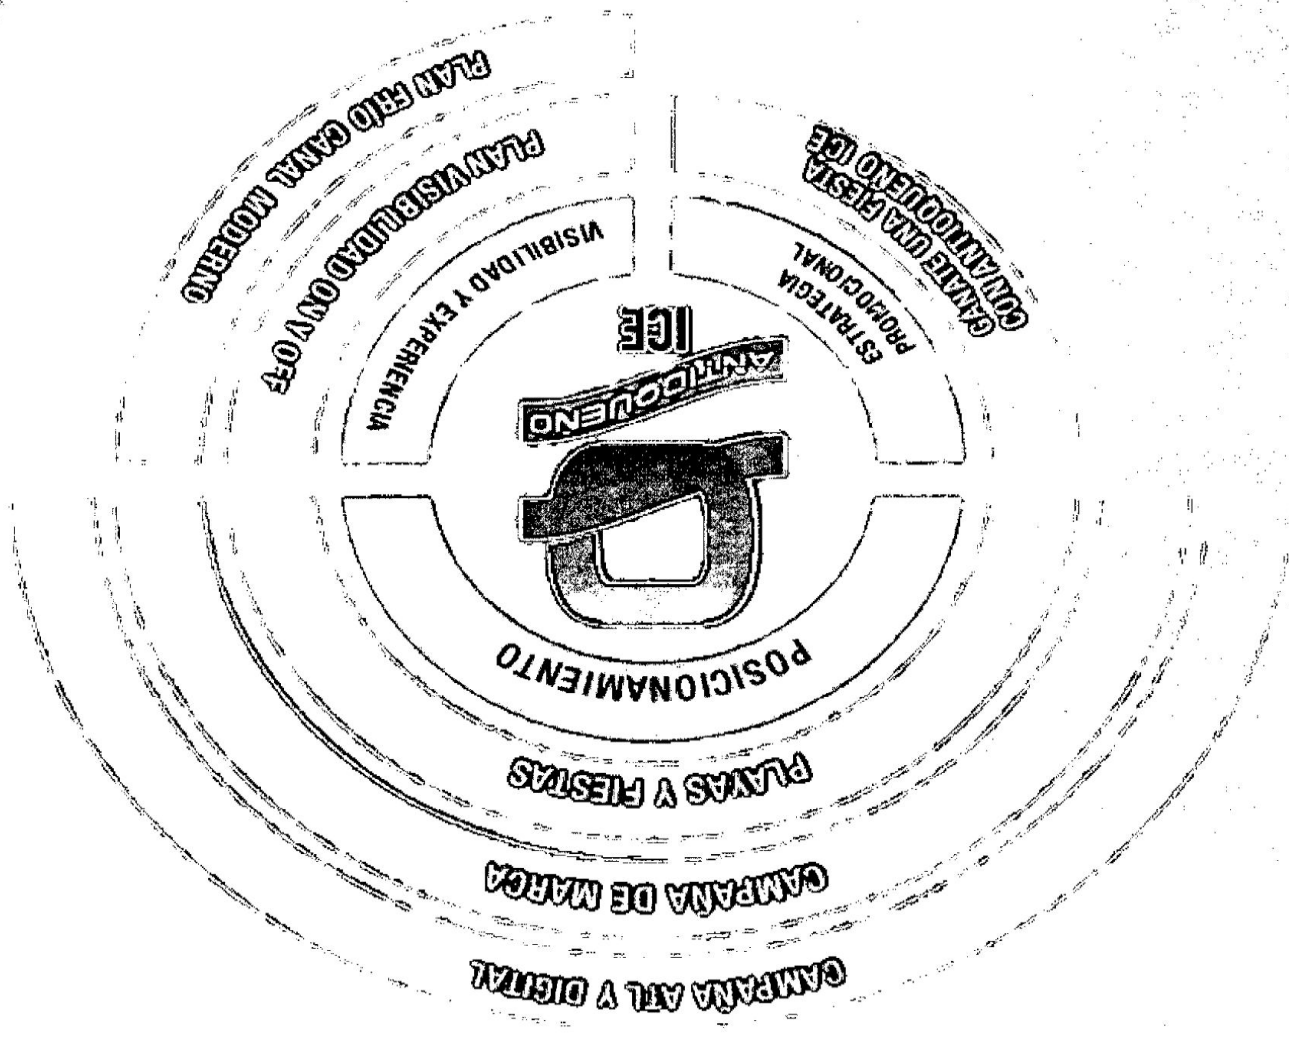 CAMPAÑA ATL Y DIGITAL
CAMPAÑA DE MARCA
PLAYAS Y FIESTAS
POSICIONAMIENTO
ANTIOQUEÑO
ICE
ESTRATEGIA
PROMOCIONAL
GÁNATE UNA FIESTA
CON ANTIOQUEÑO ICE
VISIBILIDAD Y EXPERIENCIA
PLAN VISIBILIDAD ON Y OFF
PLAN FRÍO CANAL MODERNO